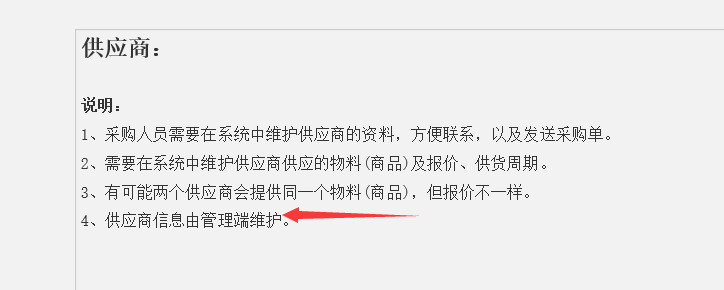 供应商：
说明：
1、采购人员需要在系统中维护供应商的资料，方便联系，以及发送采购单。
2、需要在系统中维护供应商供应的物料(商品)及报价、供货周期。
3、有可能两个供应商会提供同一个物料(商品)，但报价不一样。
4、供应商信息由管理端维护。